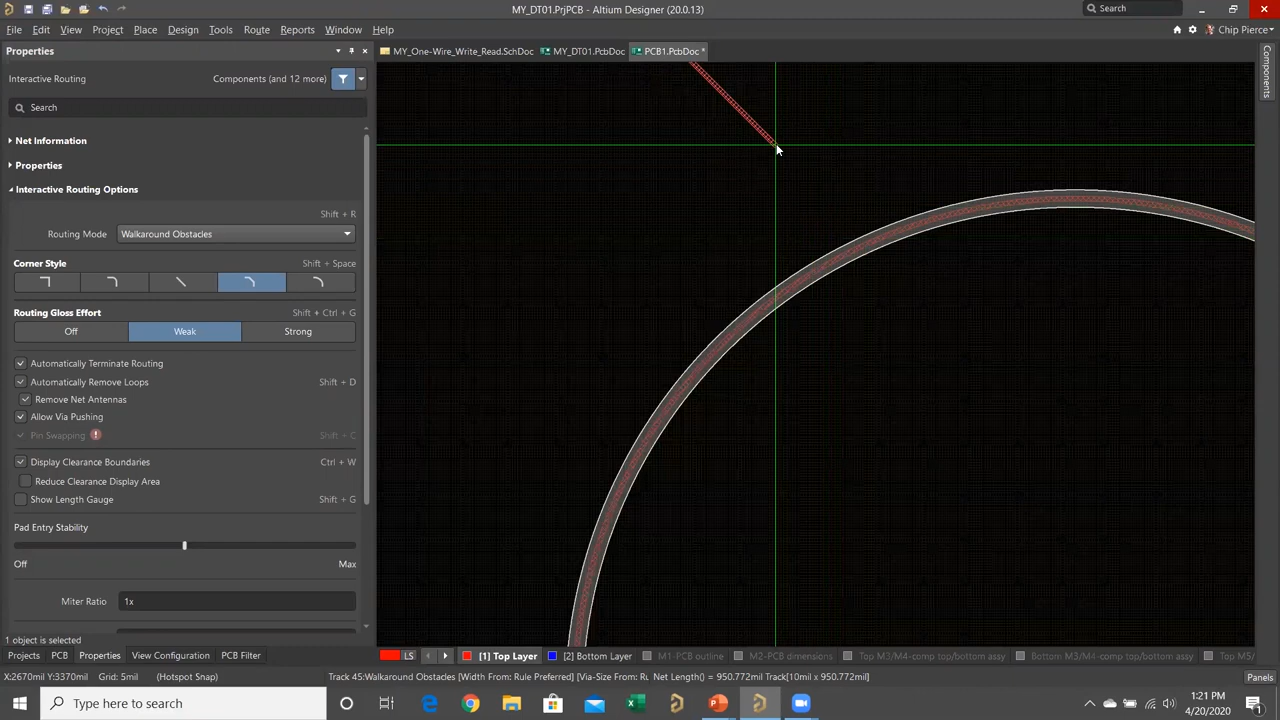 MY_DT01.PrjPCB - Altium Designer (20.0.13)
Search
File Edit View Project Place Design Tools Route Reports Window Help
Chip Pierce
Properties
MY_One-Wire_Write_Read.SchDoc
MY_DT01.PcbDoc
PCB1.PcbDoc *
Components
Interactive Routing
Components (and 12 more)
Search
Net Information
Properties
Interactive Routing Options
Shift + R
Routing Mode
Walkaround Obstacles
Corner Style
Shift + Space
Routing Gloss Effort
Shift + Ctrl + G
Off
Weak
Strong
Automatically Terminate Routing
Automatically Remove Loops
Shift + D
Remove Net Antennas
Allow Via Pushing
Pin Swapping
Shift + C
Display Clearance Boundaries
Ctrl + W
Reduce Clearance Display Area
Show Length Gauge
Shift + G
Pad Entry Stability
Off
Max
Miter Ratio
1x
1 object is selected
Projects PCB Properties View Configuration PCB Filter
LS
[1] Top Layer
[2] Bottom Layer
M1-PCB outline
M2-PCB dimensions
Top M3/M4-comp top/bottom assy
Bottom M3/M4-comp top/bottom assy
Top M5/
X:2670mil Y:3370mil Grid: 5mil (Hotspot Snap)
Track 45:Walkaround Obstacles [Width From: Rule Preferred] [Via-Size From: RL Net Length() = 950.772mil Track[10mil x 950.772mil]
Panels
Type here to search
1:21 PM
4/20/2020